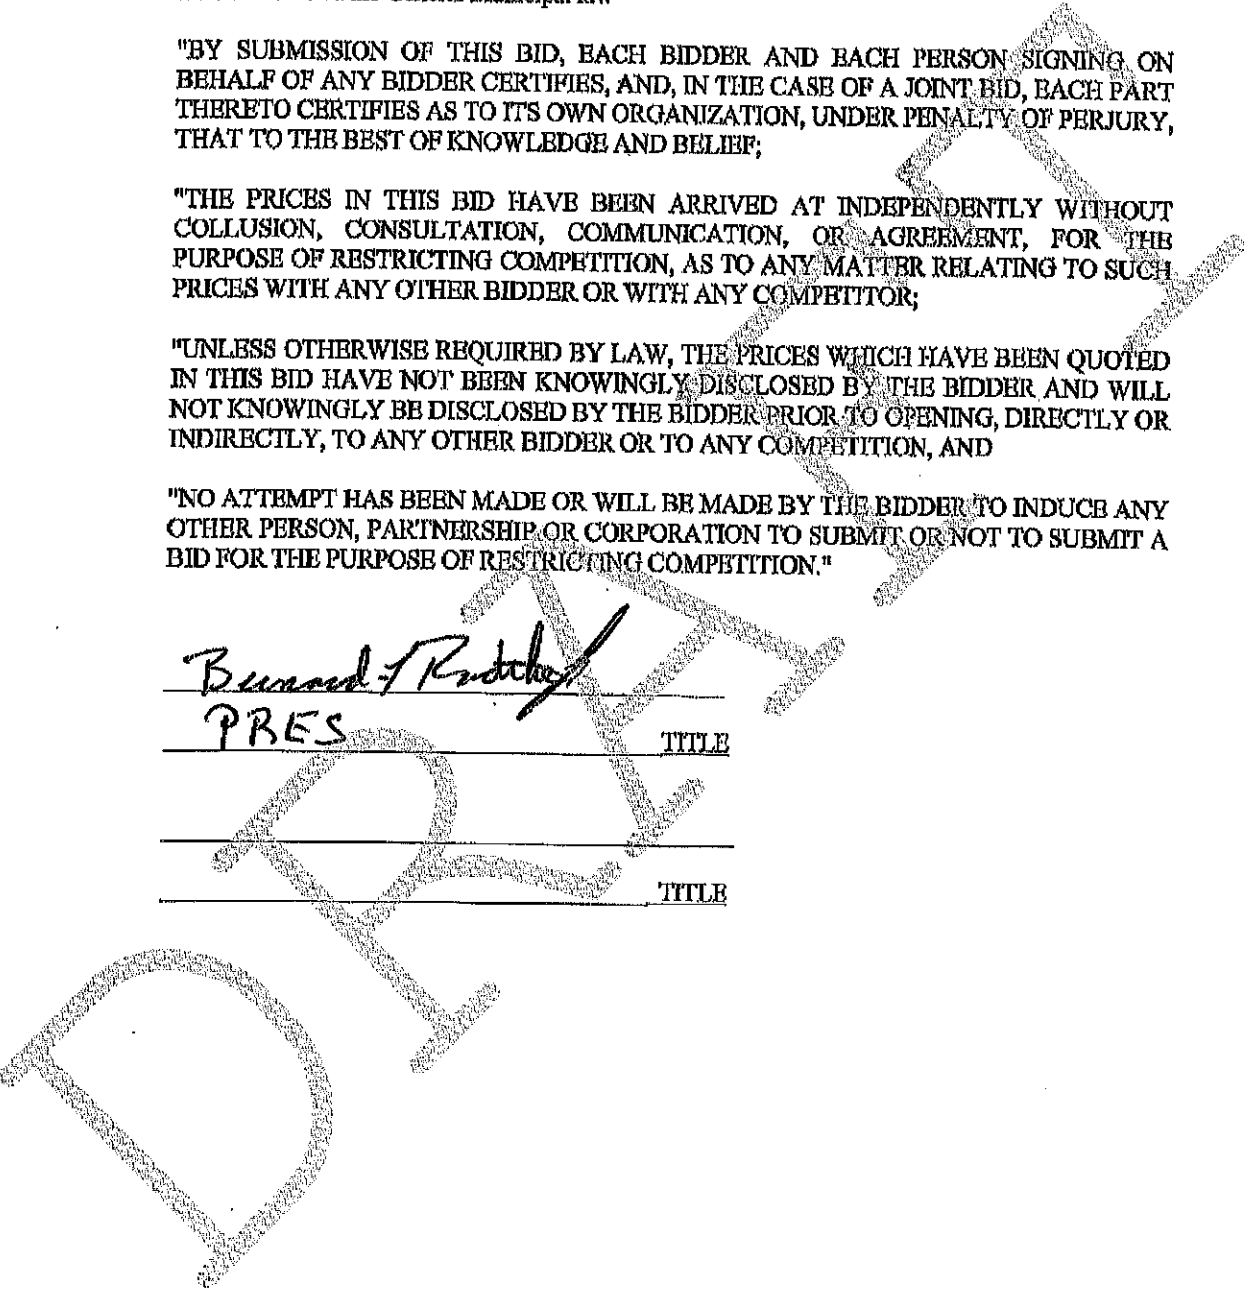 General Municipal law
"BY SUBMISSION OF THIS BID, EACH BIDDER AND EACH PERSON SIGNING ON
BEHALF OF ANY BIDDER CERTIFIES, AND, IN THE CASE OF A JOINT BID, EACH PART
THERETO CERTIFIES AS TO ITS OWN ORGANIZATION, UNDER PENALTY OF PERJURY,
THAT TO THE BEST OF KNOWLEDGE AND BELIEF;
"THE PRICES IN THIS BID HAVE BEEN ARRIVED AT INDEPENDENTLY WITHOUT
COLLUSION, CONSULTATION, COMMUNICATION, OR AGREEMENT, FOR THE
PURPOSE OF RESTRICTING COMPETITION, AS TO ANY MATTER RELATING TO SUCH
PRICES WITH ANY OTHER BIDDER OR WITH ANY COMPETITOR;
"UNLESS OTHERWISE REQUIRED BY LAW, THE PRICES WHICH HAVE BEEN QUOTED
IN THIS BID HAVE NOT BEEN KNOWINGLY DISCLOSED BY THE BIDDER AND WILL
NOT KNOWINGLY BE DISCLOSED BY THE BIDDER PRIOR TO OPENING, DIRECTLY OR
INDIRECTLY, TO ANY OTHER BIDDER OR TO ANY COMPETITION, AND
"NO ATTEMPT HAS BEEN MADE OR WILL BE MADE BY THE BIDDER TO INDUCE ANY
OTHER PERSON, PARTNERSHIP OR CORPORATION TO SUBMIT OR NOT TO SUBMIT A
BID FOR THE PURPOSE OF RESTRICTING COMPETITION."
Bernard
PRES TITLE
TITLE
DRAFT